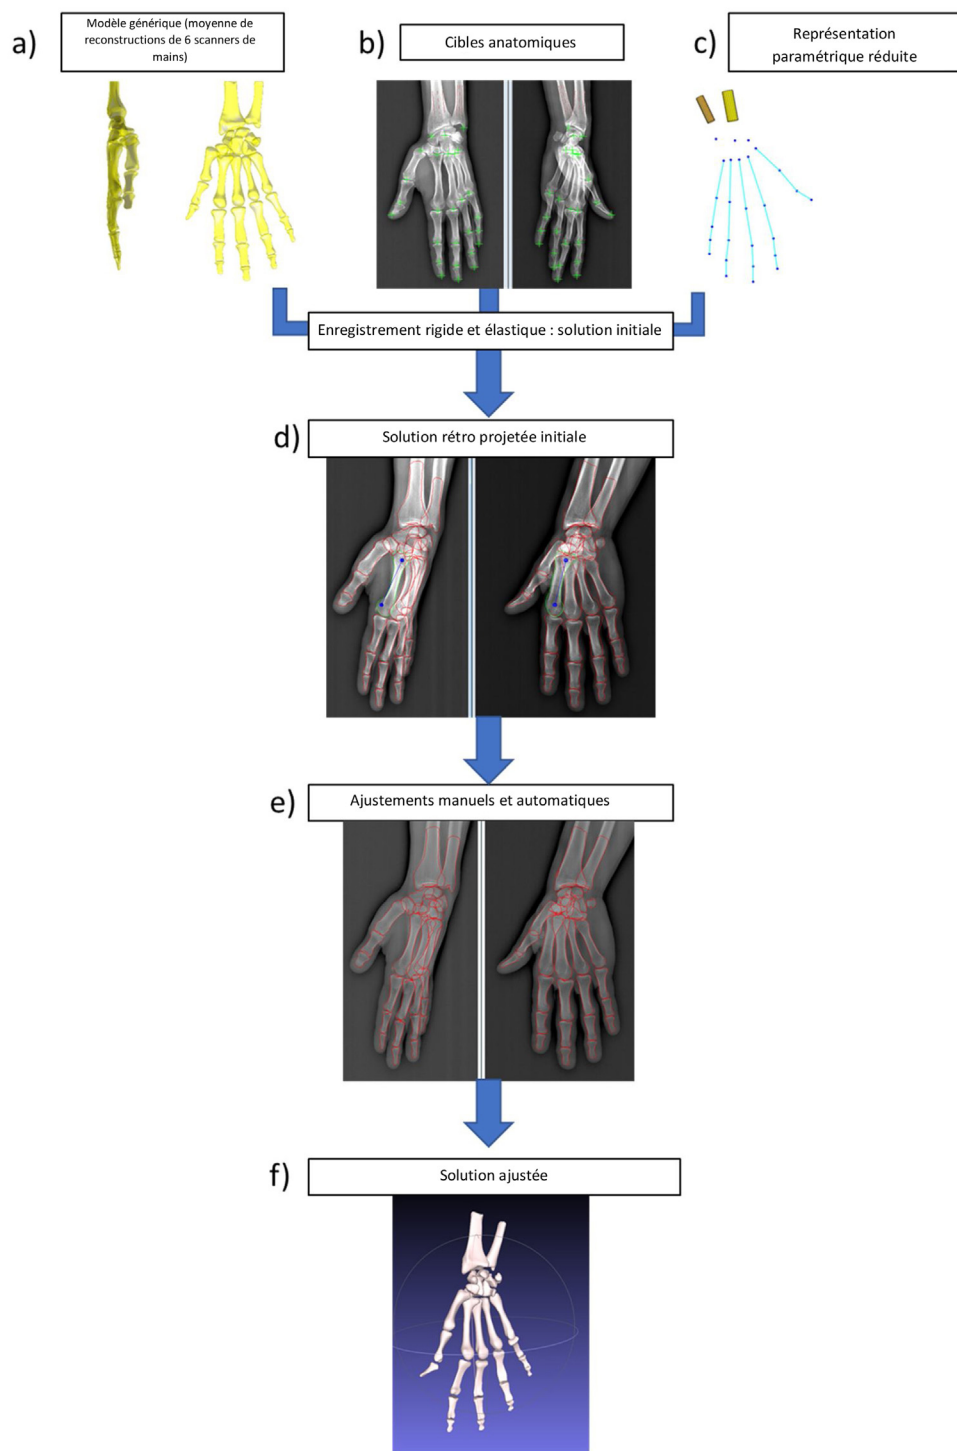 a)
Modèle générique (moyenne de
reconstructions de 6 scanners de
mains)
b)
Cibles anatomiques
c)
Représentation
paramétrique réduite
Enregistrement rigide et élastique : solution initiale
d)
Solution rétro projetée initiale
e)
Ajustements manuels et automatiques
f)
Solution ajustée